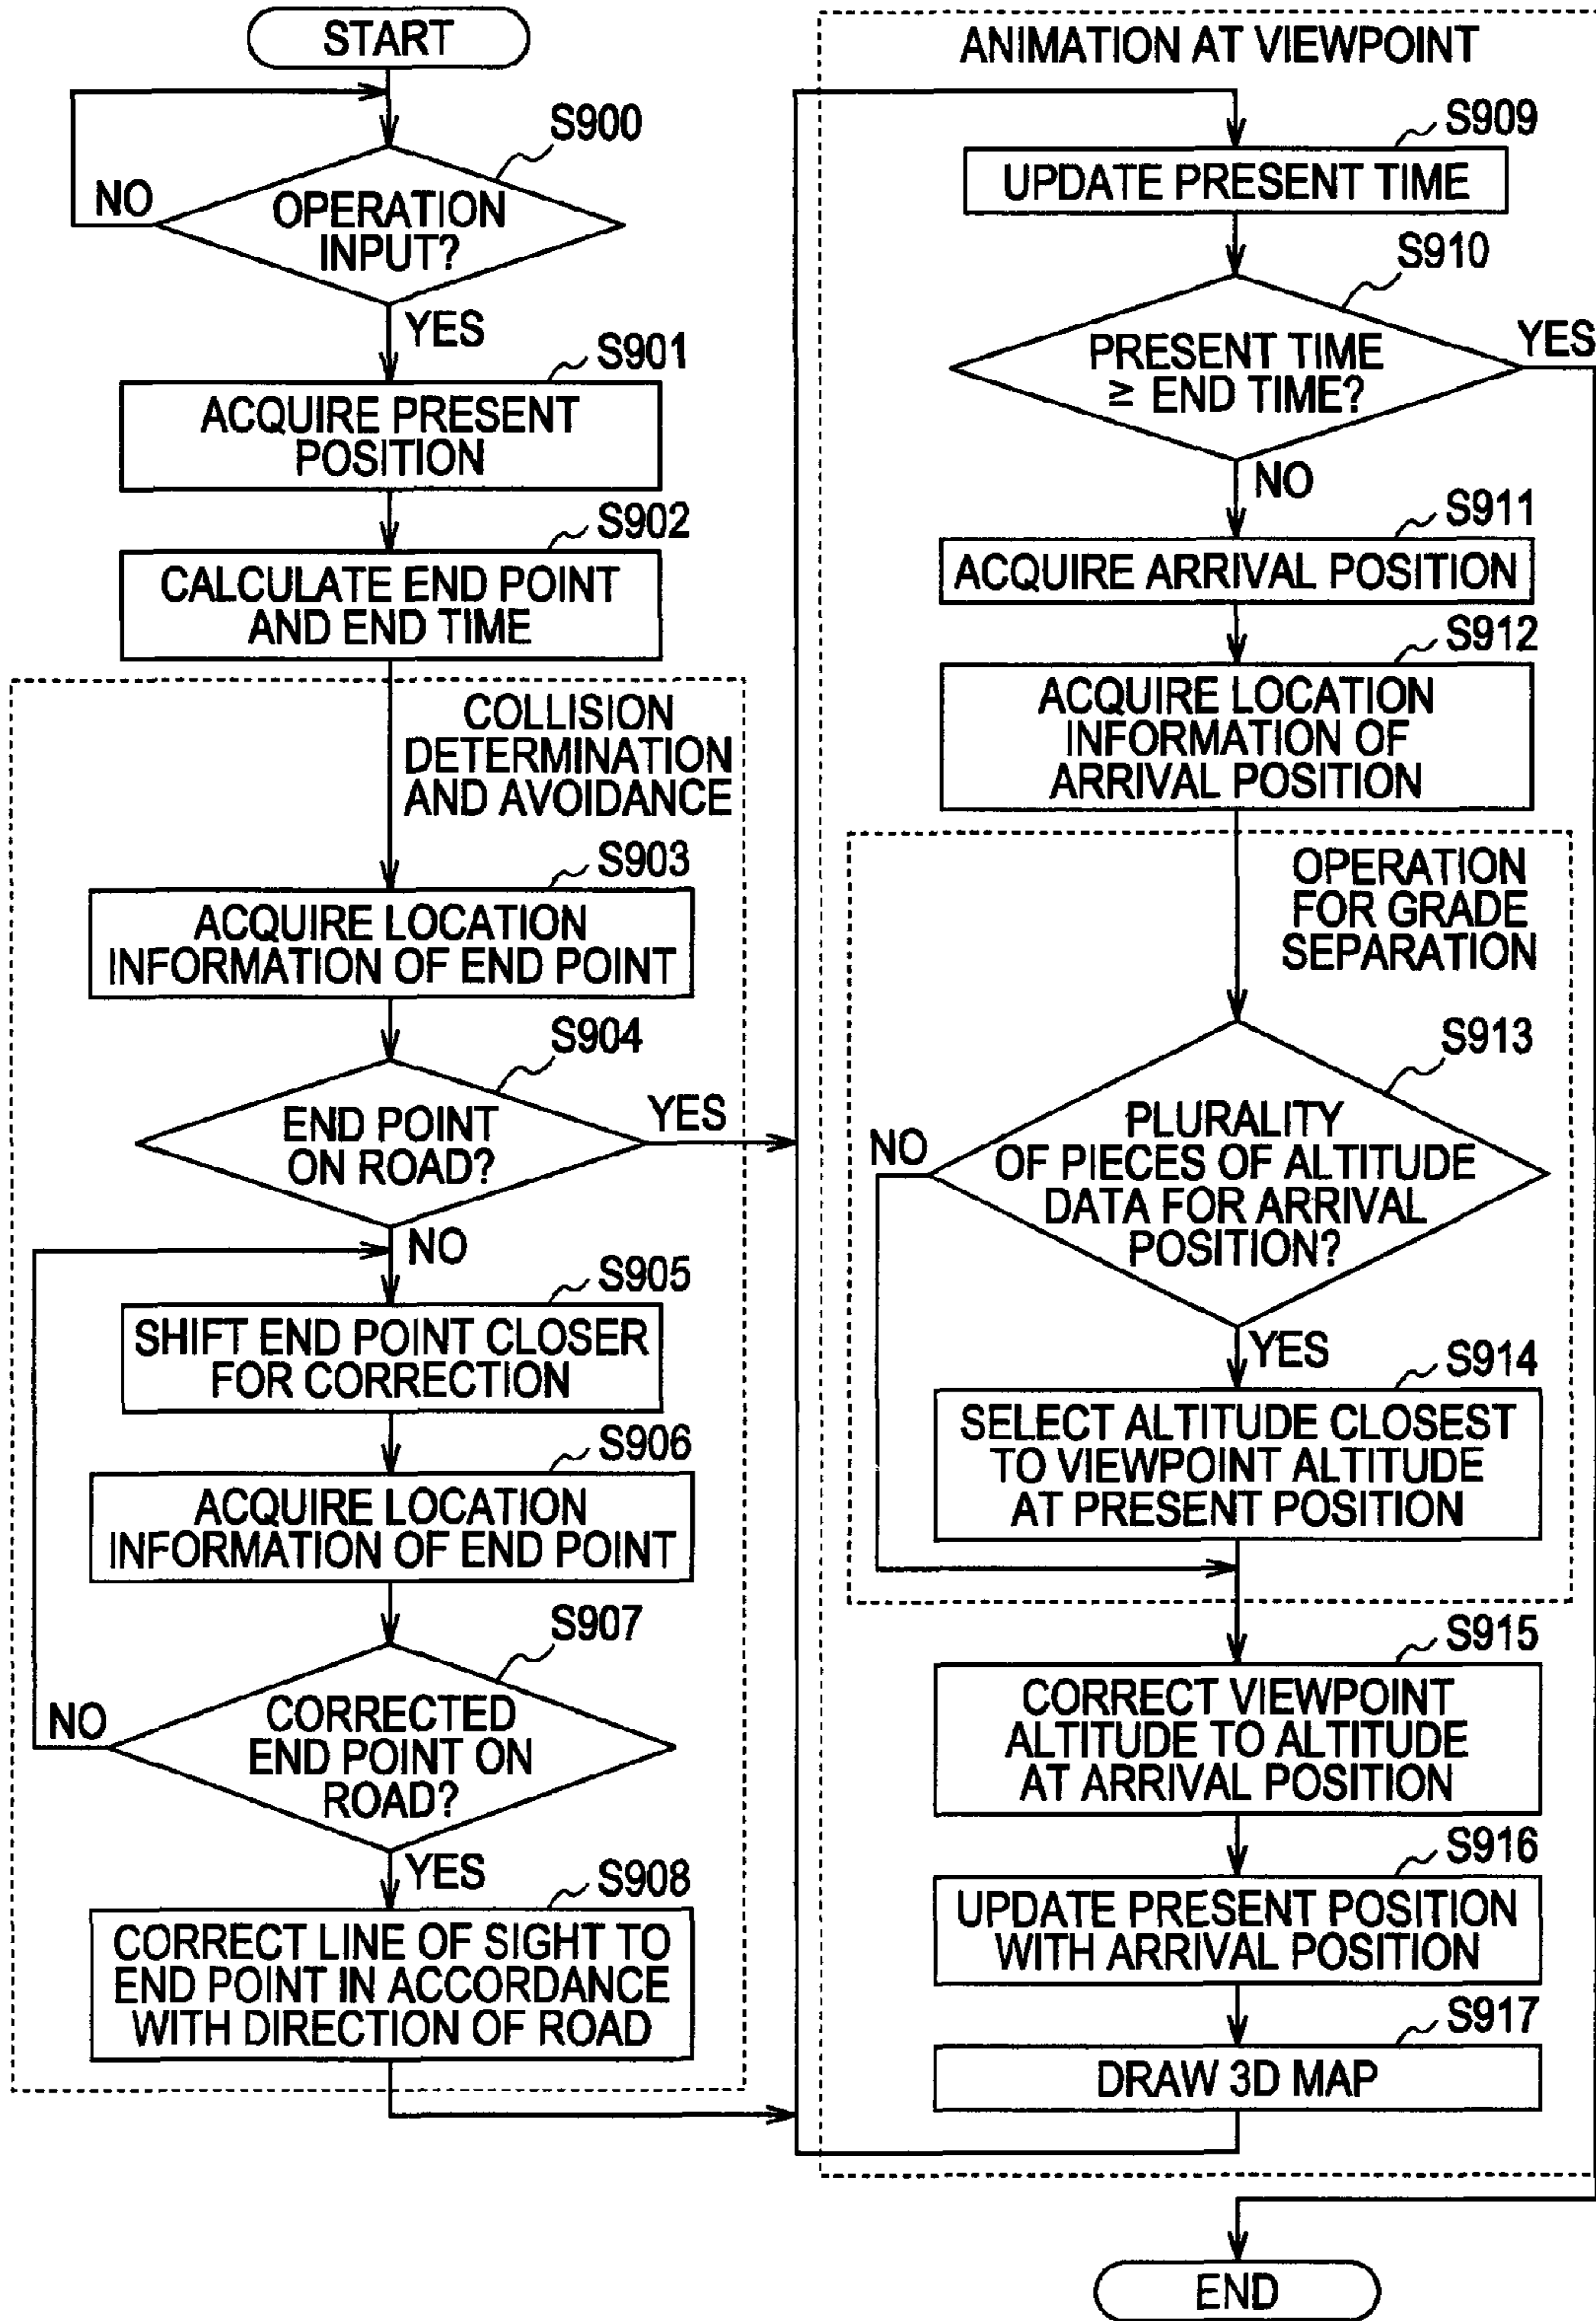 START
S900
NO
OPERATION
INPUT?
YES
S901
ACQUIRE PRESENT
POSITION
S902
CALCULATE END POINT
AND END TIME
COLLISION
DETERMINATION
AND AVOIDANCE
S903
ACQUIRE LOCATION
INFORMATION OF END POINT
S904
END POINT
ON ROAD?
YES
NO
S905
SHIFT END POINT CLOSER
FOR CORRECTION
S906
ACQUIRE LOCATION
INFORMATION OF END POINT
S907
NO
CORRECTED
END POINT ON
ROAD?
YES
S908
CORRECT LINE OF SIGHT TO
END POINT IN ACCORDANCE
WITH DIRECTION OF ROAD
ANIMATION AT VIEWPOINT
S909
UPDATE PRESENT TIME
S910
PRESENT TIME
≥ END TIME?
YES
NO
S911
ACQUIRE ARRIVAL POSITION
S912
ACQUIRE LOCATION
INFORMATION OF
ARRIVAL POSITION
OPERATION
FOR GRADE
SEPARATION
S913
NO
PLURALITY
OF PIECES OF ALTITUDE
DATA FOR ARRIVAL
POSITION?
YES
S914
SELECT ALTITUDE CLOSEST
TO VIEWPOINT ALTITUDE
AT PRESENT POSITION
S915
CORRECT VIEWPOINT
ALTITUDE TO ALTITUDE
AT ARRIVAL POSITION
S916
UPDATE PRESENT POSITION
WITH ARRIVAL POSITION
S917
DRAW 3D MAP
END